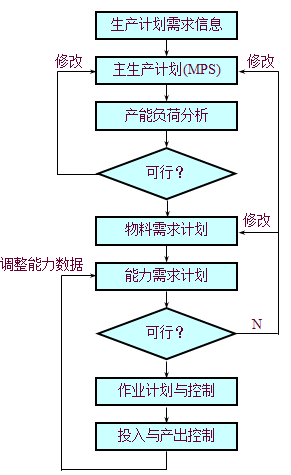 生产计划需求信息
修改
主生产计划(MPS)
修改
产能负荷分析
可行？
物料需求计划
修改
调整能力数据
能力需求计划
可行？
N
作业计划与控制
投入与产出控制